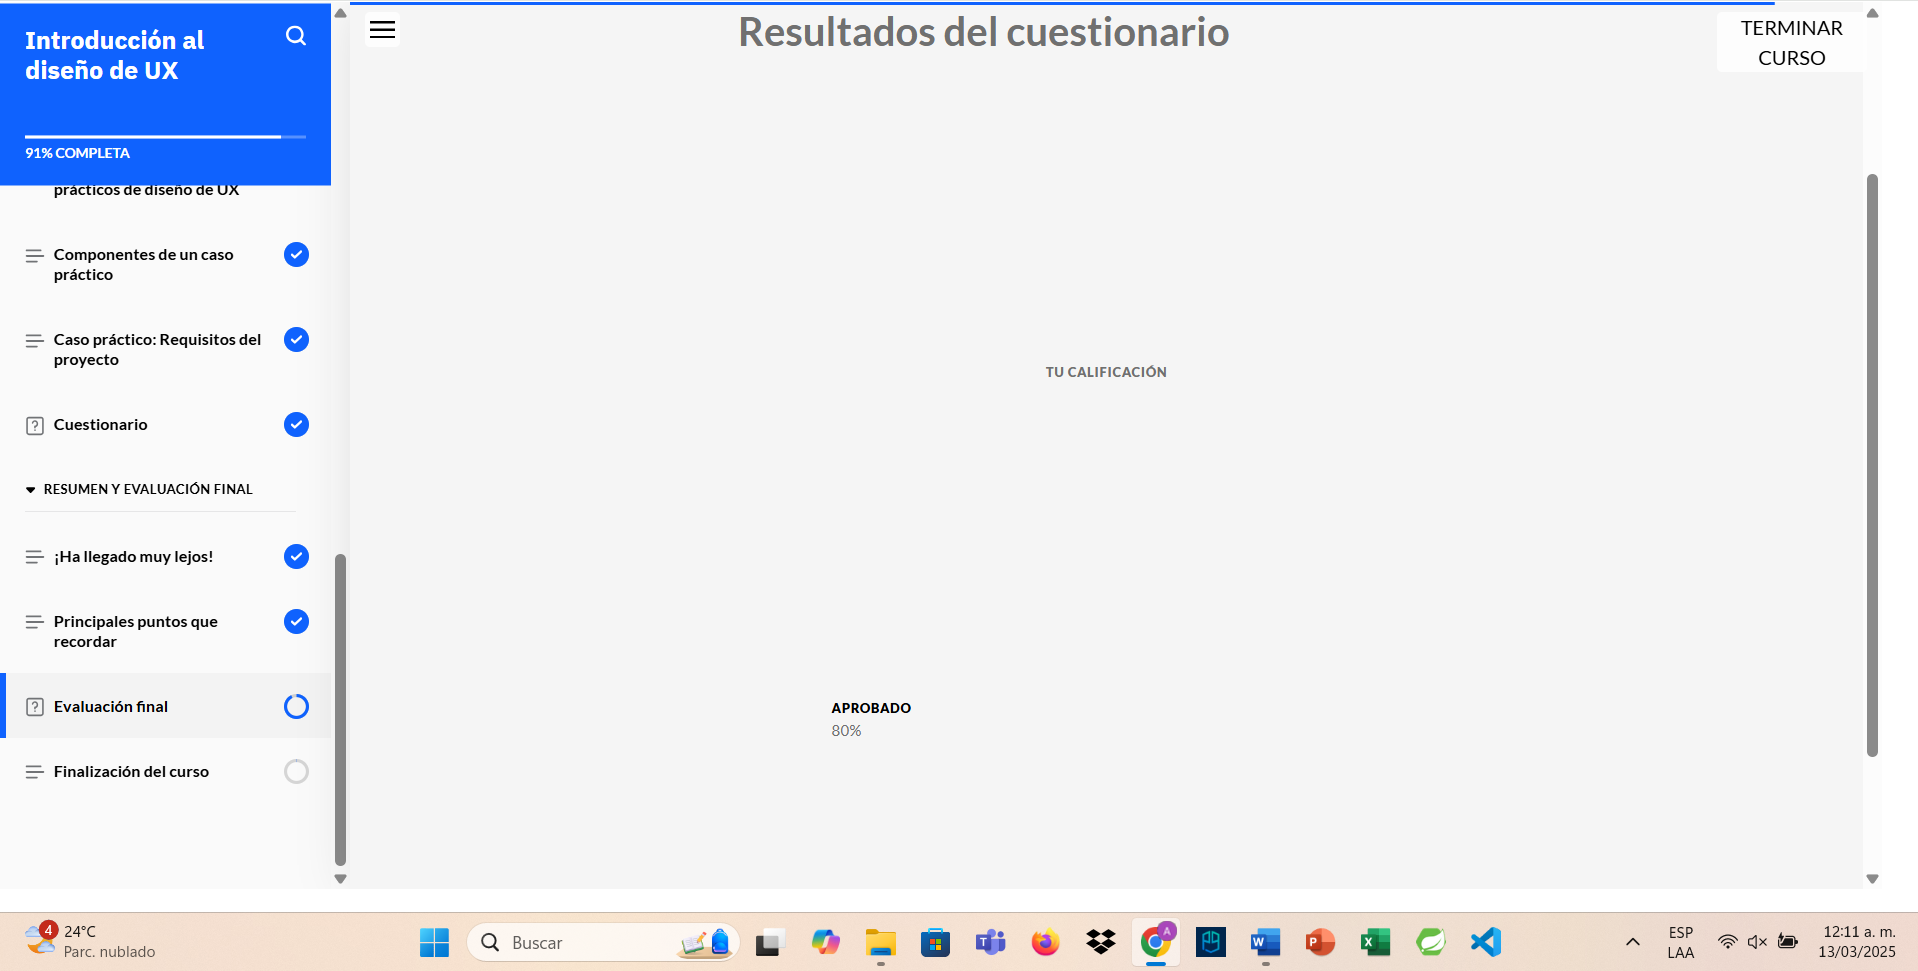 Introducción al
diseño de UX
91% COMPLETA
prácticos de diseño de UX
Componentes de un caso
práctico
Caso práctico: Requisitos del
proyecto
Cuestionario
RESUMEN Y EVALUACIÓN FINAL
¡Ha llegado muy lejos!
Principales puntos que
recordar
Evaluación final
Finalización del curso
Resultados del cuestionario
TERMINAR
CURSO
TU CALIFICACIÓN
APROBADO
80%
4
24°C
Parc. nublado
Buscar
A
ESP
LAA
12:11 a. m.
13/03/2025